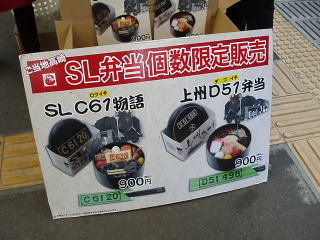 ご当地高崎
SL弁当個数限定販売
ロクイチ
SL C61物語
デゴイチ
上州D51弁当
C6120
900円
900円
C6120
D51498